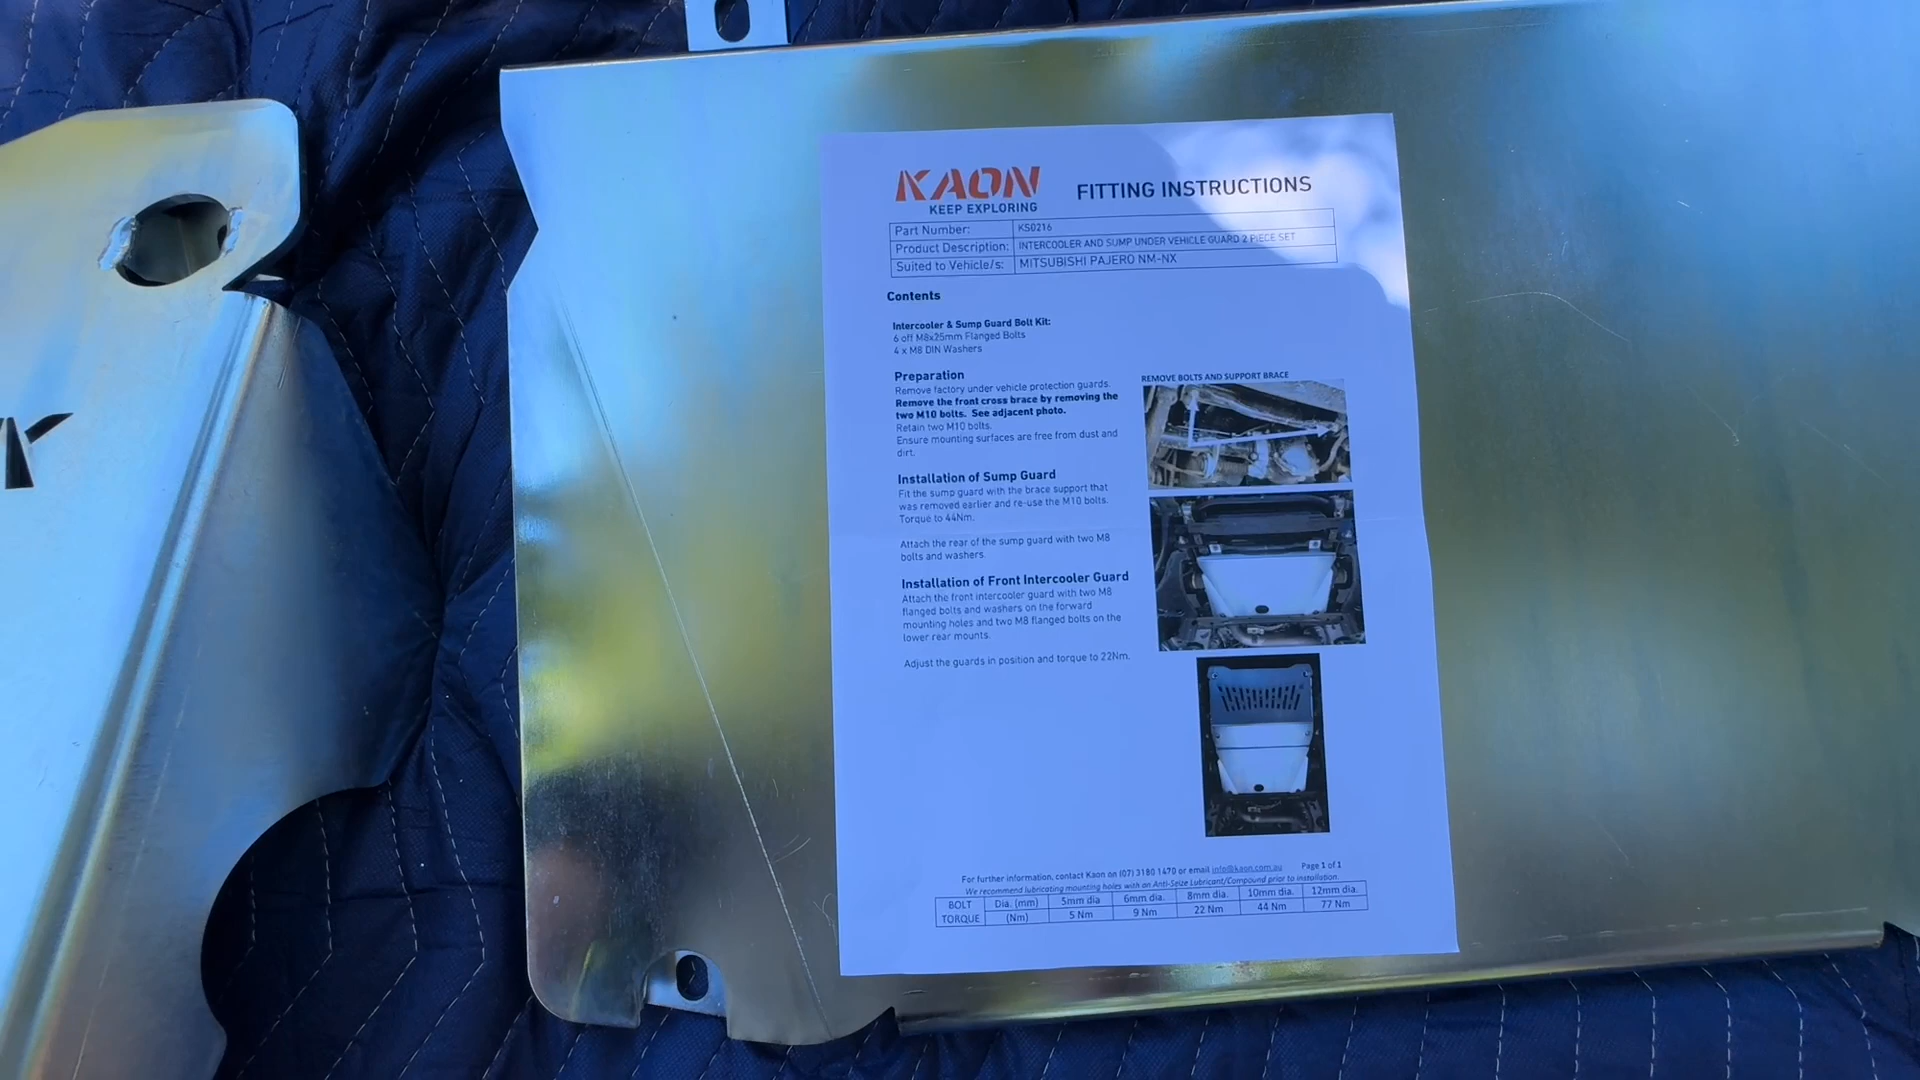 KAON
KEEP EXPLORING
FITTING INSTRUCTIONS
Part Number: KS0216
Product Description: INTERCOOLER AND SUMP UNDER VEHICLE GUARD 2 PIECE SET
Suited to Vehicle/s: MITSUBISHI PAJERO NM-NX
Contents
Intercooler & Sump Guard Bolt Kit:
6 off M8x25mm Flanged Bolts
4 x M8 DIN Washers
Preparation
Remove factory under vehicle protection guards.
Remove the front cross brace by removing the
two M10 bolts. See adjacent photo.
Retain two M10 bolts.
Ensure mounting surfaces are free from dust and
dirt.
REMOVE BOLTS AND SUPPORT BRACE
Installation of Sump Guard
Fit the sump guard with the brace support that
was removed earlier and re-use the M10 bolts.
Torque to 44Nm.
Attach the rear of the sump guard with two M8
bolts and washers.
Installation of Front Intercooler Guard
Attach the front intercooler guard with two M8
flanged bolts and washers on the forward
mounting holes and two M8 flanged bolts on the
lower rear mounts.
Adjust the guards in position and torque to 22Nm.
For further information, contact Kaon on (07) 3180 1470 or email info@kaon.com.au Page 1 of 1
We recommend lubricating mounting holes with an Anti-Seize Lubricant/Compound prior to installation.
BOLT Dia. (mm) 5mm dia 6mm dia. 8mm dia. 10mm dia. 12mm dia.
TORQUE (Nm) 5 Nm 9 Nm 22 Nm 44 Nm 77 Nm